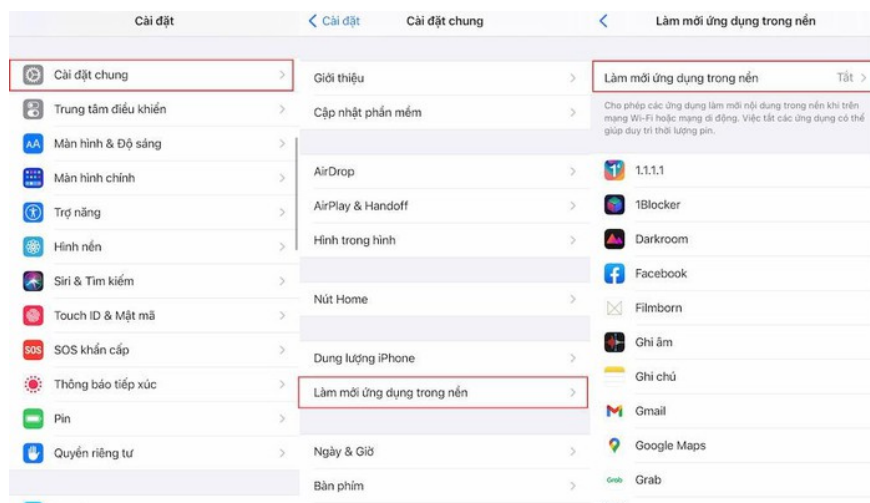 Cài đặt
Cài đặt chung
Trung tâm điều khiển
AA
Màn hình & Độ sáng
Màn hình chính
Trợ năng
Hình nền
Siri & Tìm kiếm
Touch ID & Mật mã
SOS
SOS khẩn cấp
Thông báo tiếp xúc
Pin
Quyền riêng tư
Cài đặt
Cài đặt chung
Giới thiệu
Cập nhật phần mềm
AirDrop
AirPlay & Handoff
Hình trong hình
Nút Home
Dung lượng iPhone
Làm mới ứng dụng trong nền
Ngày & Giờ
Bàn phím
Làm mới ứng dụng trong nền
Làm mới ứng dụng trong nền Tắt
Cho phép các ứng dụng làm mới nội dung trong nền khi trên
mạng Wi-Fi hoặc mạng di động. Việc tắt các ứng dụng có thể
giúp duy trì thời lượng pin.
1.1.1.1
1Blocker
Darkroom
Facebook
Filmborn
Ghi âm
Ghi chú
Gmail
Google Maps
Grab
Grab